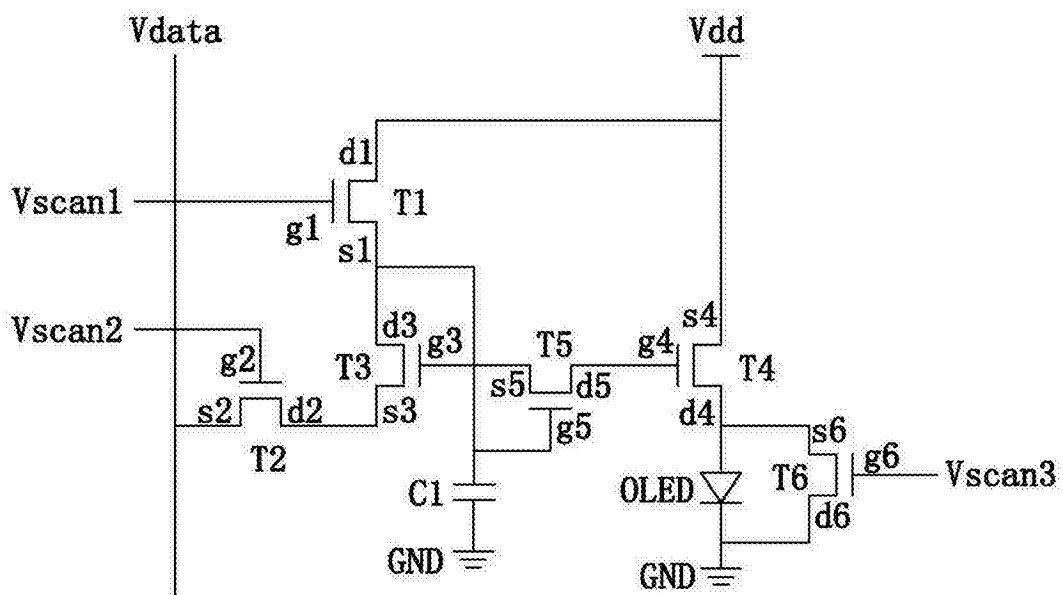 Vdata
Vdd
d1
Vscan1
T1
g1
s1
Vscan2
d3
g3
s4
T5
g4
g2
T3
T4
s5
d5
s2
d2
s3
d4
g5
s6
T2
g6
T6
Vscan3
C1
OLED
d6
GND
GND